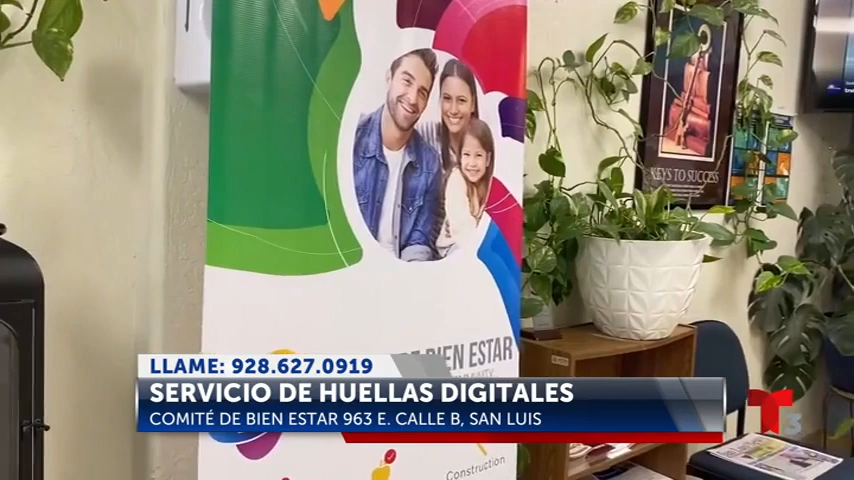 KEYS TO SUCCESS
BIEN ESTAR
LLAME: 928.627.0919
SERVICIO DE HUELLAS DIGITALES
COMITÉ DE BIEN ESTAR 963 E. CALLE B, SAN LUIS
T3
Construction